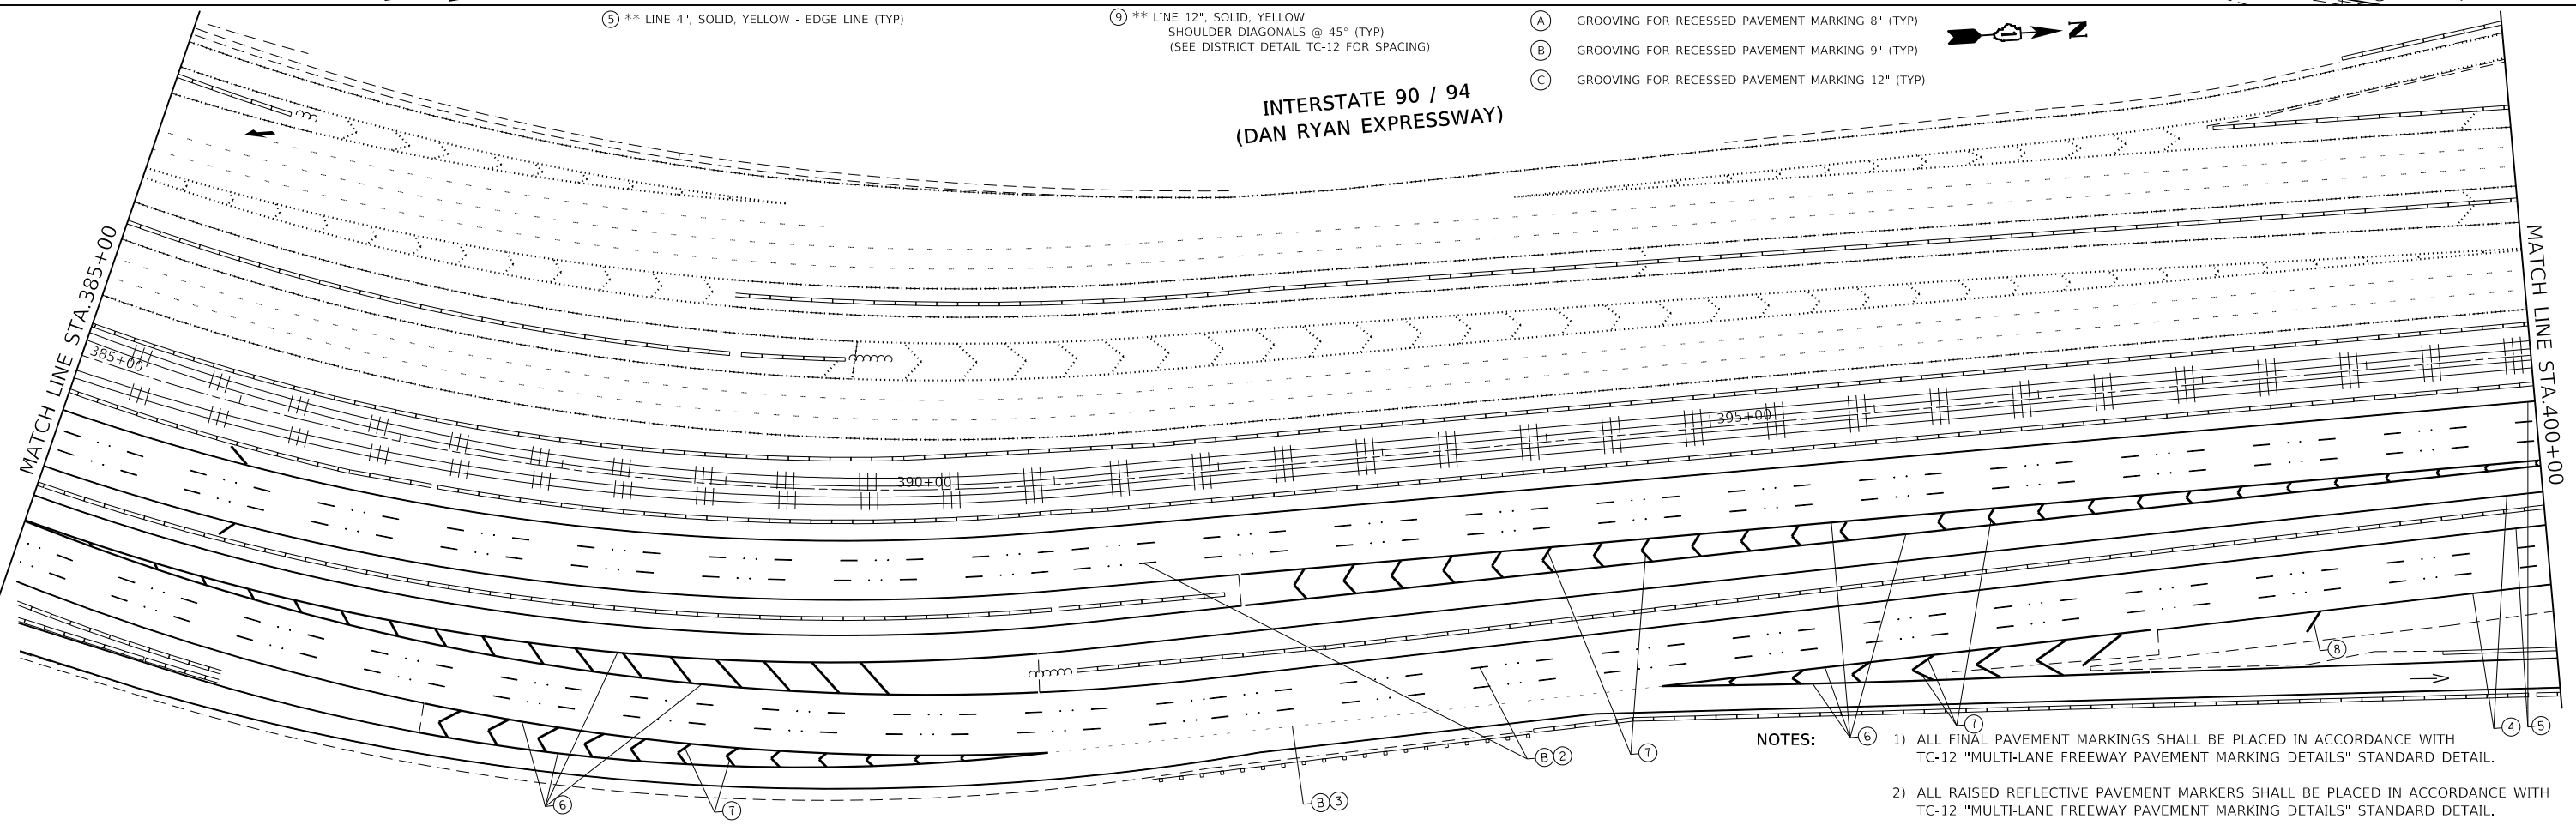 5 ** LINE 4", SOLID, YELLOW - EDGE LINE (TYP)
9 ** LINE 12", SOLID, YELLOW
- SHOULDER DIAGONALS @ 45° (TYP)
(SEE DISTRICT DETAIL TC-12 FOR SPACING)
A GROOVING FOR RECESSED PAVEMENT MARKING 8" (TYP)
B GROOVING FOR RECESSED PAVEMENT MARKING 9" (TYP)
C GROOVING FOR RECESSED PAVEMENT MARKING 12" (TYP)
N
INTERSTATE 90 / 94
(DAN RYAN EXPRESSWAY)
MATCH LINE STA.385+00
385+00
390+00
395+00
MATCH LINE STA.400+00
8
6
7
B 3
B 2
7
6
7
4
5
NOTES:
1) ALL FINAL PAVEMENT MARKINGS SHALL BE PLACED IN ACCORDANCE WITH
TC-12 "MULTI-LANE FREEWAY PAVEMENT MARKING DETAILS" STANDARD DETAIL.
2) ALL RAISED REFLECTIVE PAVEMENT MARKERS SHALL BE PLACED IN ACCORDANCE WITH
TC-12 "MULTI-LANE FREEWAY PAVEMENT MARKING DETAILS" STANDARD DETAIL.